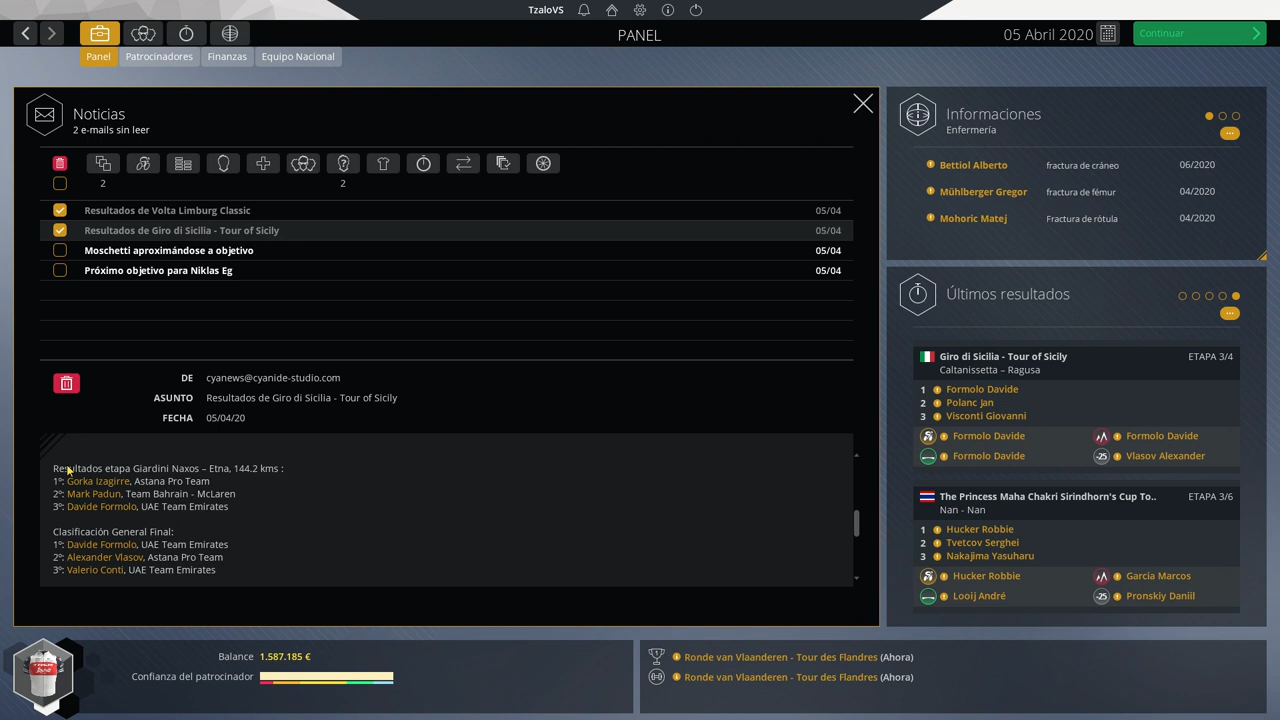 TzaloVS
PANEL
05 Abril 2020
Continuar
Panel
Patrocinadores
Finanzas
Equipo Nacional
Noticias
2 e-mails sin leer
2
2
Resultados de Volta Limburg Classic 05/04
Resultados de Giro di Sicilia - Tour of Sicily 05/04
Moschetti aproximándose a objetivo 05/04
Próximo objetivo para Niklas Eg 05/04
DE cyanews@cyanide-studio.com
ASUNTO Resultados de Giro di Sicilia - Tour of Sicily
FECHA 05/04/20
Resultados etapa Giardini Naxos – Etna, 144.2 kms :
1º: Gorka Izagirre, Astana Pro Team
2º: Mark Padun, Team Bahrain - McLaren
3º: Davide Formolo, UAE Team Emirates
Clasificación General Final:
1º: Davide Formolo, UAE Team Emirates
2º: Alexander Vlasov, Astana Pro Team
3º: Valerio Conti, UAE Team Emirates
Informaciones
Enfermería
Bettiol Alberto fractura de cráneo 06/2020
Mühlberger Gregor fractura de fémur 04/2020
Mohoric Matej Fractura de rótula 04/2020
Últimos resultados
Giro di Sicilia - Tour of Sicily ETAPA 3/4
Caltanissetta – Ragusa
1 Formolo Davide
2 Polanc Jan
3 Visconti Giovanni
Formolo Davide Formolo Davide
Formolo Davide -25 Vlasov Alexander
The Princess Maha Chakri Sirindhorn's Cup To.. ETAPA 3/6
Nan - Nan
1 Hucker Robbie
2 Tvetcov Serghei
3 Nakajima Yasuharu
Hucker Robbie Garcia Marcos
Looij André -25 Pronskiy Daniil
Balance 1.587.185 €
Confianza del patrocinador
Ronde van Vlaanderen - Tour des Flandres (Ahora)
Ronde van Vlaanderen - Tour des Flandres (Ahora)